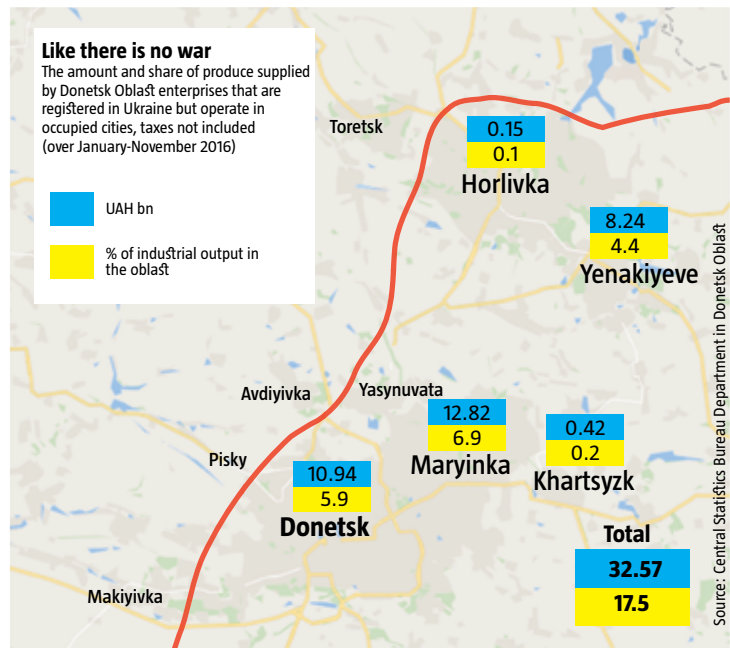 Like there is no war
The amount and share of produce supplied
by Donetsk Oblast enterprises that are
registered in Ukraine but operate in
occupied cities, taxes not included
(over January-November 2016)
UAH bn
% of industrial output in
the oblast
Toretsk
0.15
0.1
Horlivka
8.24
4.4
Yenakiyeve
Avdiyivka
Yasynuvata
12.82
6.9
Maryinka
0.42
0.2
Khartsyzk
Pisky
10.94
5.9
Donetsk
Makiyivka
Total
32.57
17.5
Source: Central Statistics Bureau Department in Donetsk Oblast